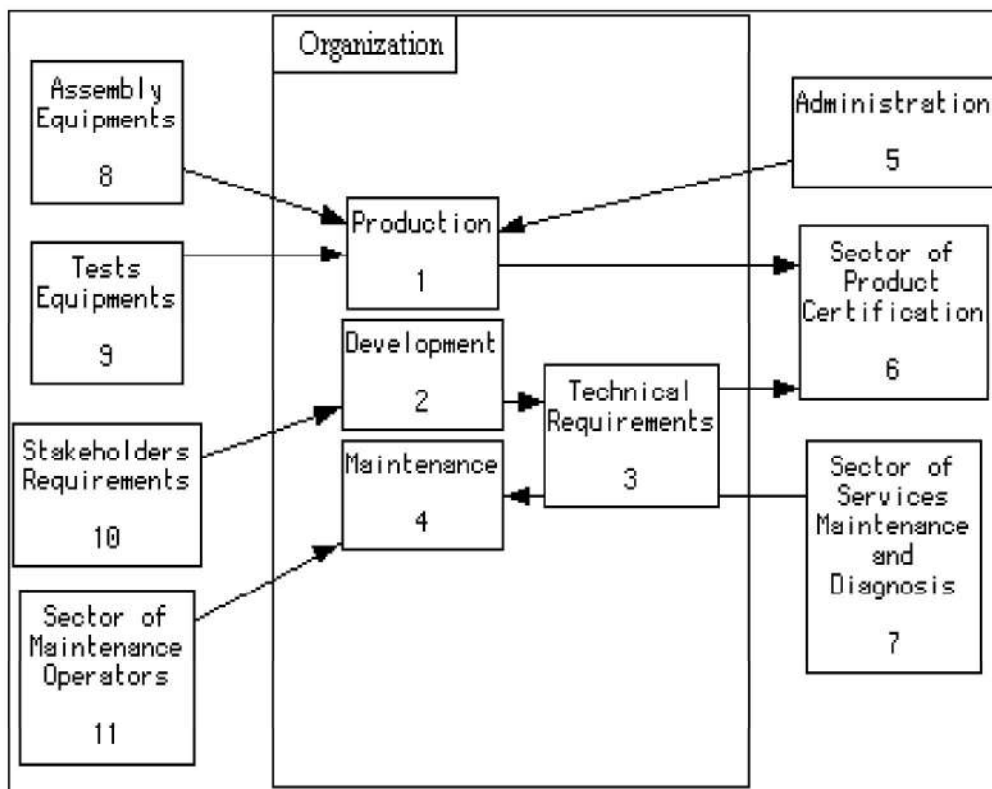 Organization
Assembly
Equipments
8
Administration
5
Production
1
Tests
Equipments
9
Sector of
Product
Certification
6
Development
2
Technical
Requirements
3
Stakeholders
Requirements
10
Maintenance
4
Sector of
Services
Maintenance
and
Diagnosis
7
Sector of
Maintenance
Operators
11